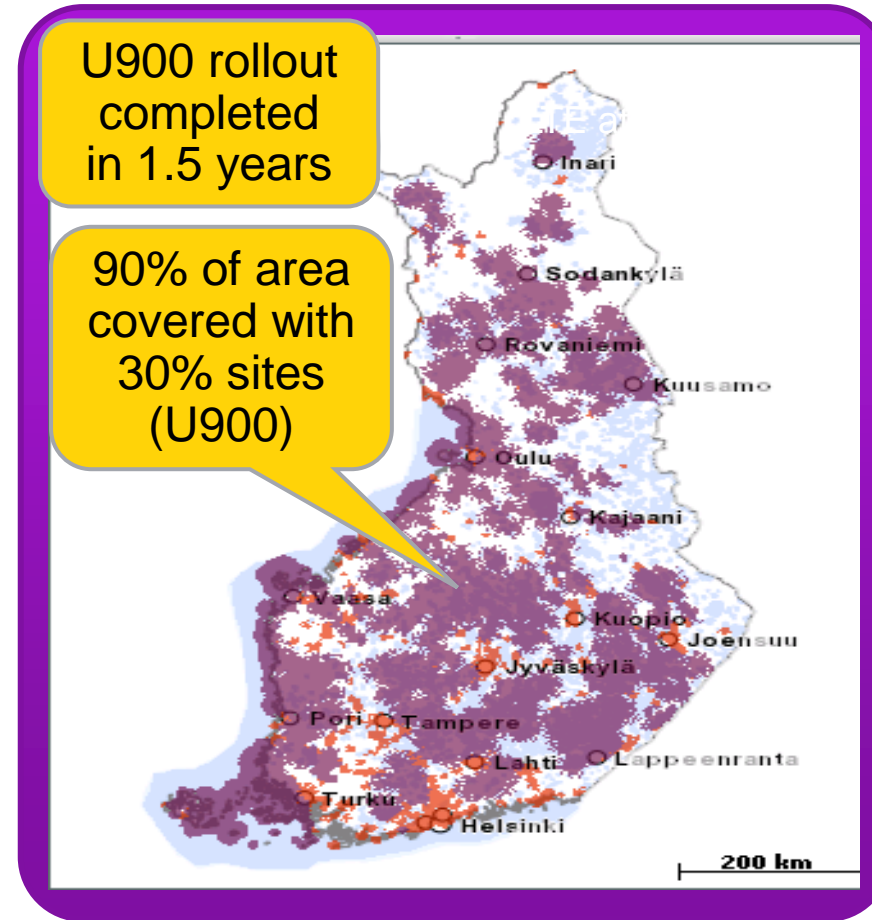 U900 rollout
completed
in 1.5 years
90% of area
covered with
30% sites
(U900)
Inari
Sodankylä
Rovaniemi
Kuusamo
Oulu
Kajaani
Vaasa
Kuopio
Joensuu
Jyväskylä
Pori
Tampere
Lahti
Lappeenranta
Turku
Helsinki
200 km